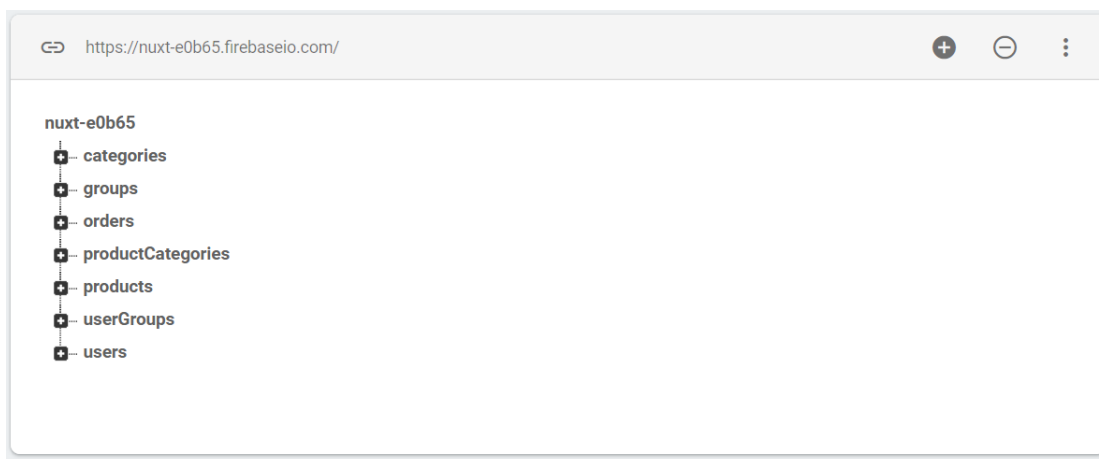 https://nuxt-e0b65.firebaseio.com/
nuxt-e0b65
categories
groups
orders
productCategories
products
userGroups
users